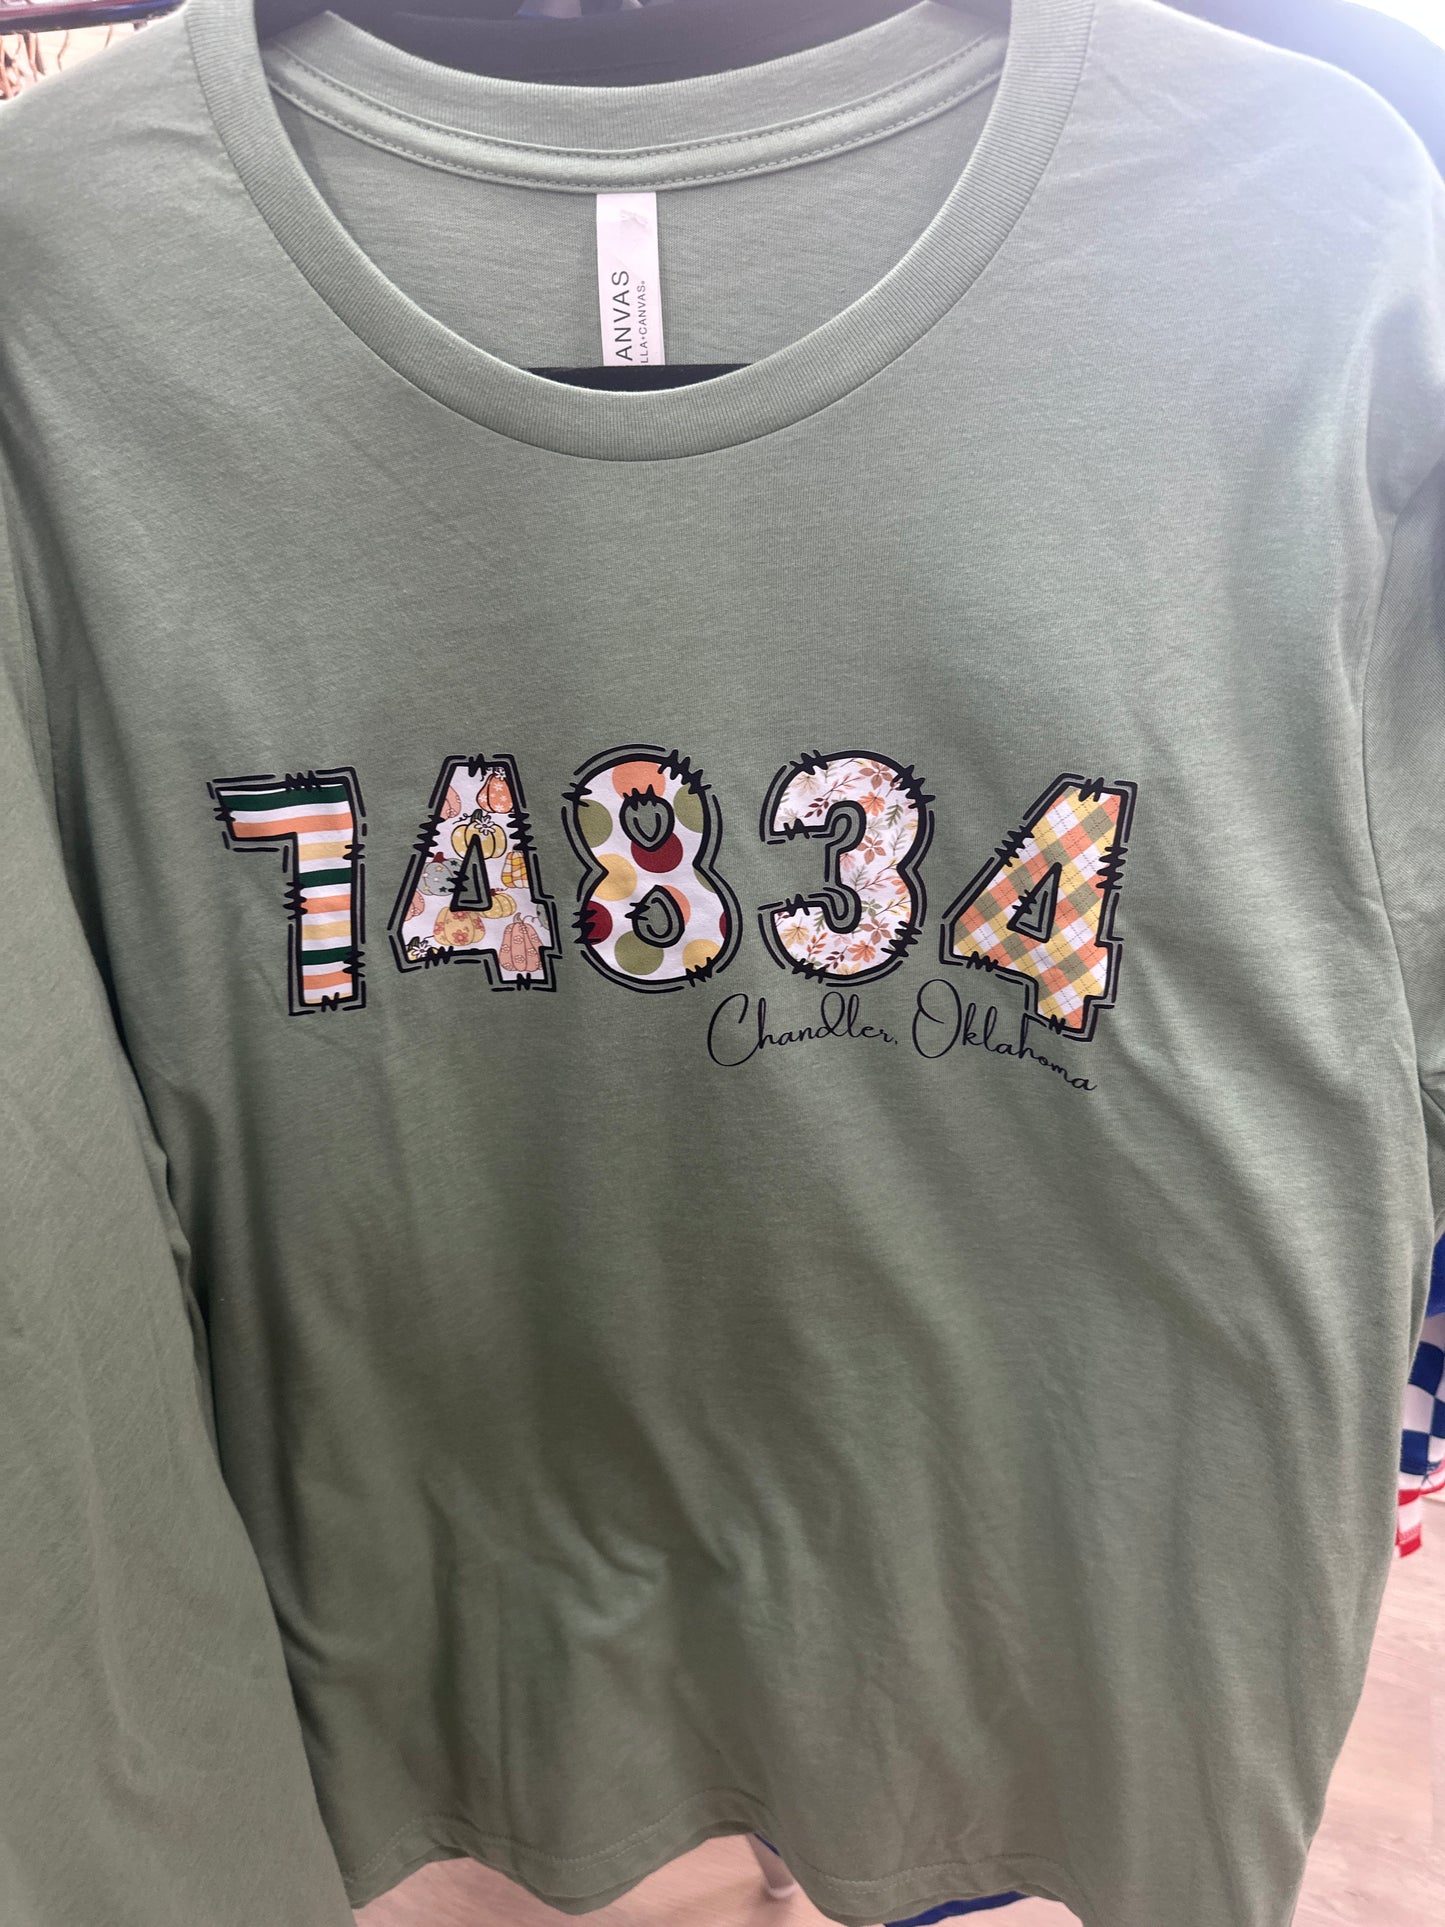 ANVAS
LLA+CANVAS®
74834
Chandler, Oklahoma